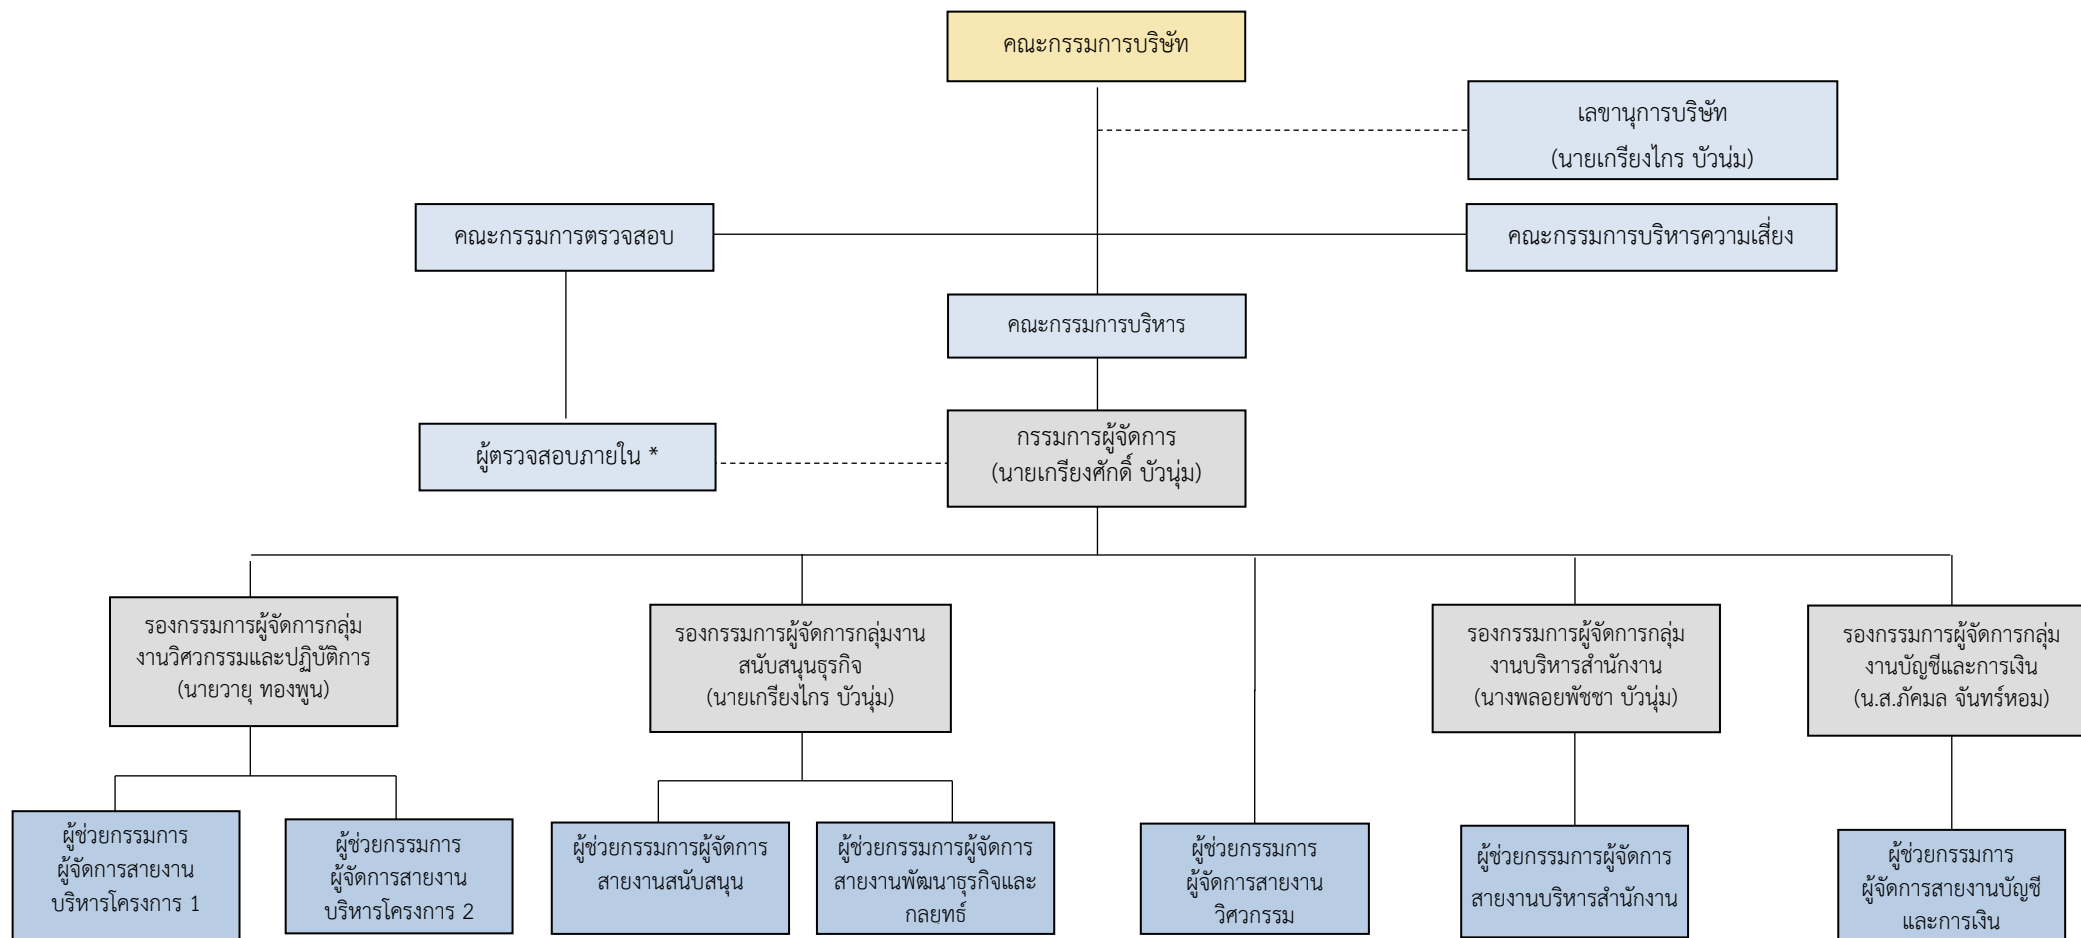 คณะกรรมการบริษัท
เลขานุการบริษัท
(นายเกรียงไกร บัวนุ่ม)
คณะกรรมการตรวจสอบ
คณะกรรมการบริหารความเสี่ยง
คณะกรรมการบริหาร
กรรมการผู้จัดการ
(นายเกรียงศักดิ์ บัวนุ่ม)
ผู้ตรวจสอบภายใน *
รองกรรมการผู้จัดการกลุ่ม
งานวิศวกรรมและปฏิบัติการ
(นายวายุ ทองพูน)
รองกรรมการผู้จัดการกลุ่มงาน
สนับสนุนธุรกิจ
(นายเกรียงไกร บัวนุ่ม)
รองกรรมการผู้จัดการกลุ่ม
งานบริหารสำนักงาน
(นางพลอยพัชชา บัวนุ่ม)
รองกรรมการผู้จัดการกลุ่ม
งานบัญชีและการเงิน
(น.ส.ภัคมล จันทร์หอม)
ผู้ช่วยกรรมการ
ผู้จัดการสายงาน
บริหารโครงการ 1
ผู้ช่วยกรรมการ
ผู้จัดการสายงาน
บริหารโครงการ 2
ผู้ช่วยกรรมการผู้จัดการ
สายงานสนับสนุน
ผู้ช่วยกรรมการผู้จัดการ
สายงานพัฒนาธุรกิจและ
กลยุทธ์
ผู้ช่วยกรรมการ
ผู้จัดการสายงาน
วิศวกรรม
ผู้ช่วยกรรมการผู้จัดการ
สายงานบริหารสำนักงาน
ผู้ช่วยกรรมการ
ผู้จัดการสายงานบัญชี
และการเงิน